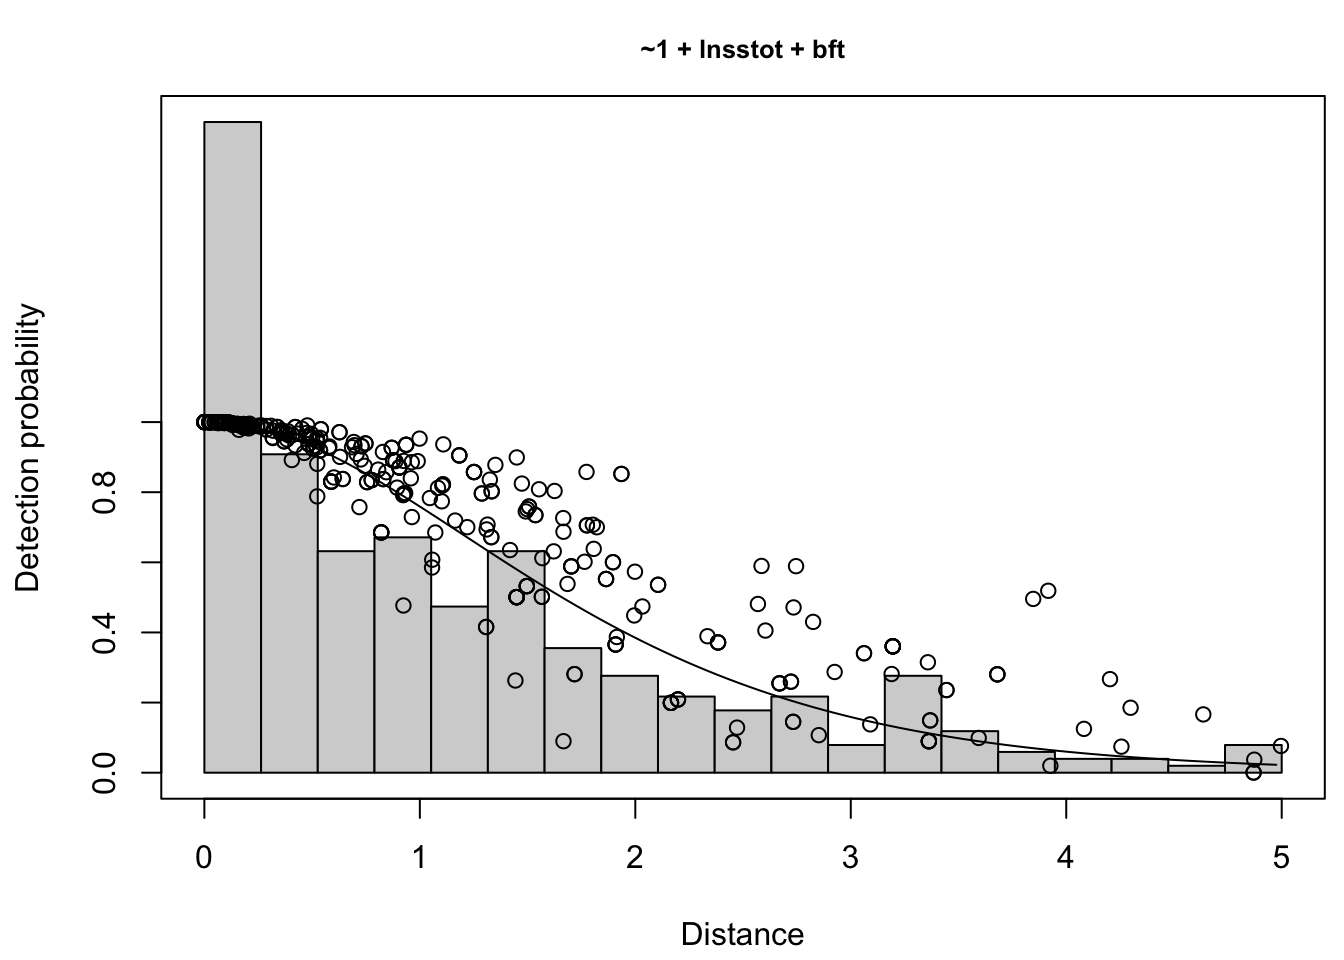 ~1 + lnsstot + bft
Detection probability
0.8
0.4
0.0
0 1 2 3 4 5
Distance